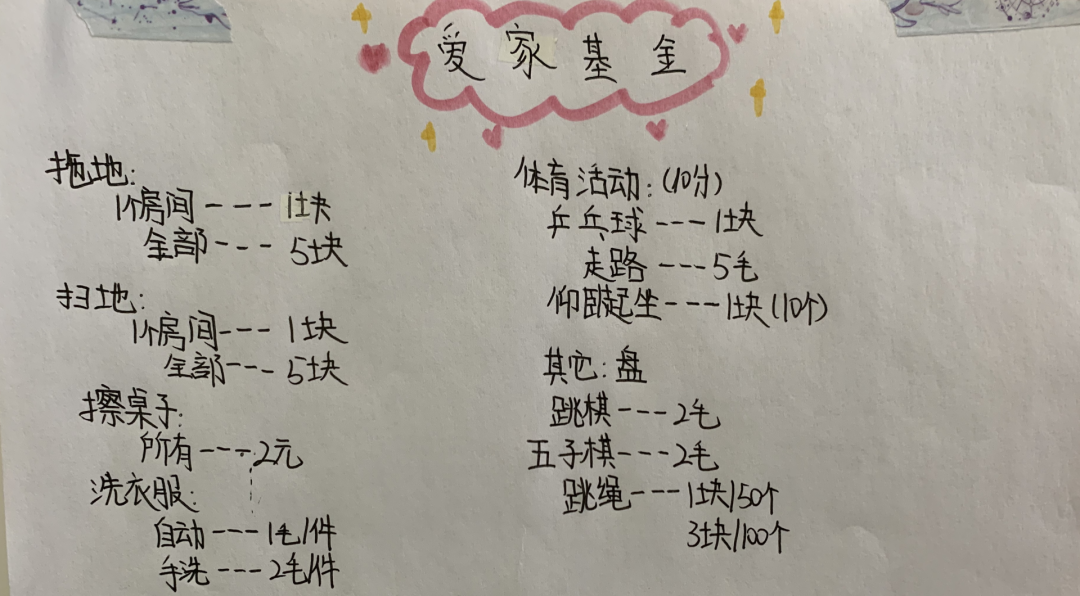 爱家基金
拖地:
1个房间---1块
全部---5块
扫地:
1个房间---1块
全部---5块
擦桌子:
所有---2元
洗衣服:
自动---1毛/件
手洗---2毛/件
体育活动:(10分)
乒乓球---1块
走路---5毛
仰卧起坐---1块(10个)
其它:盘
跳棋---2毛
五子棋---2毛
跳绳---1块/50个
3块/100个